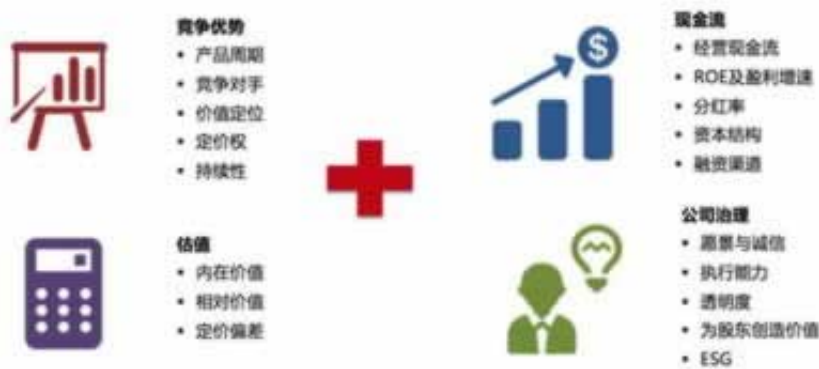 竞争优势
• 产品周期
• 竞争对手
• 价值定位
• 定价权
• 持续性
现金流
• 经营现金流
• ROE及盈利增速
• 分红率
• 资本结构
• 融资渠道
估值
• 内在价值
• 相对价值
• 定价偏差
公司治理
• 愿景与诚信
• 执行能力
• 透明度
• 为股东创造价值
• ESG